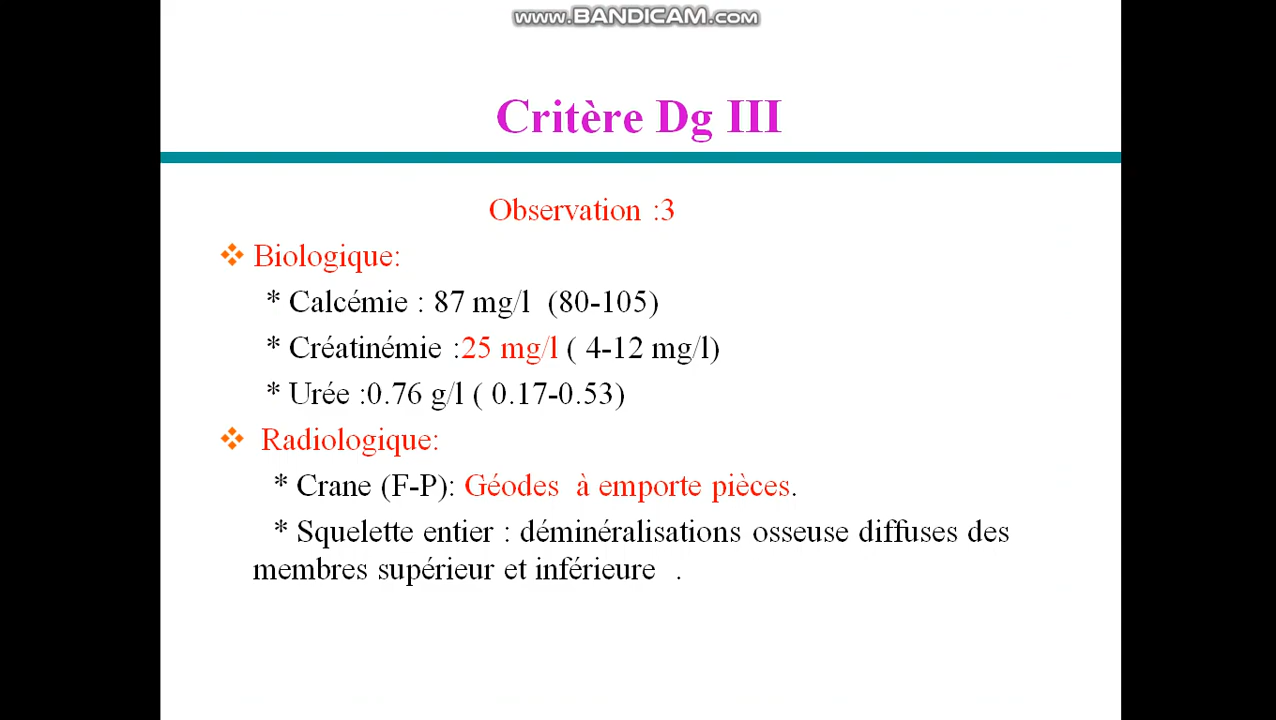 www.BANDICAM.com
Critère Dg III
Observation :3
❖ Biologique:
* Calcémie : 87 mg/l (80-105)
* Créatinémie :25 mg/l ( 4-12 mg/l)
* Urée :0.76 g/l ( 0.17-0.53)
❖ Radiologique:
* Crane (F-P): Géodes à emporte pièces.
* Squelette entier : déminéralisations osseuse diffuses des
membres supérieur et inférieure .